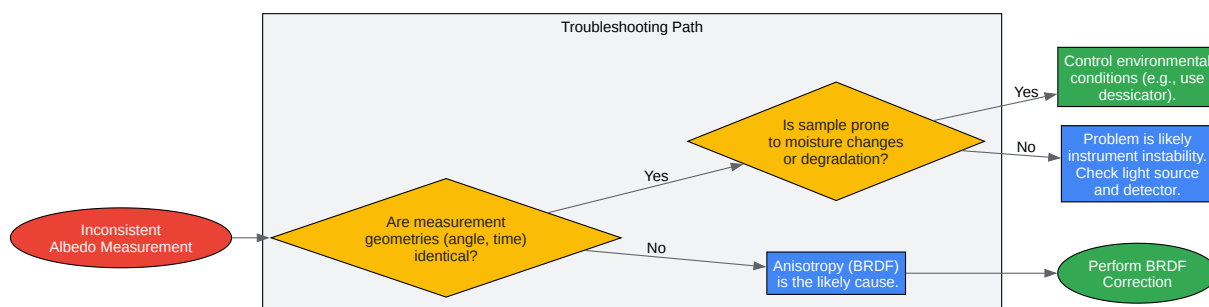 Troubleshooting Path
Inconsistent
Albedo Measurement
Are measurement
geometries (angle, time)
identical?
Yes
No
Is sample prone
to moisture changes
or degradation?
Yes
No
Control environmental
conditions (e.g., use
dessicator).
Problem is likely
instrument instability.
Check light source
and detector.
Anisotropy (BRDF)
is the likely cause.
Perform BRDF
Correction